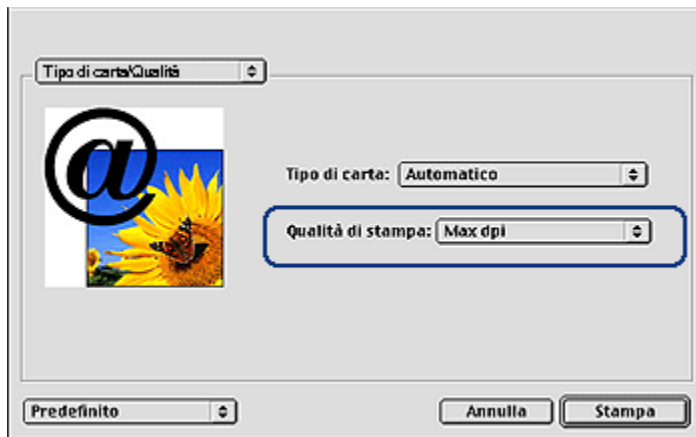 Tipo di carta/Qualità
@
Tipo di carta: Automatico
Qualità di stampa: Max dpi
Predefinito
Annulla
Stampa